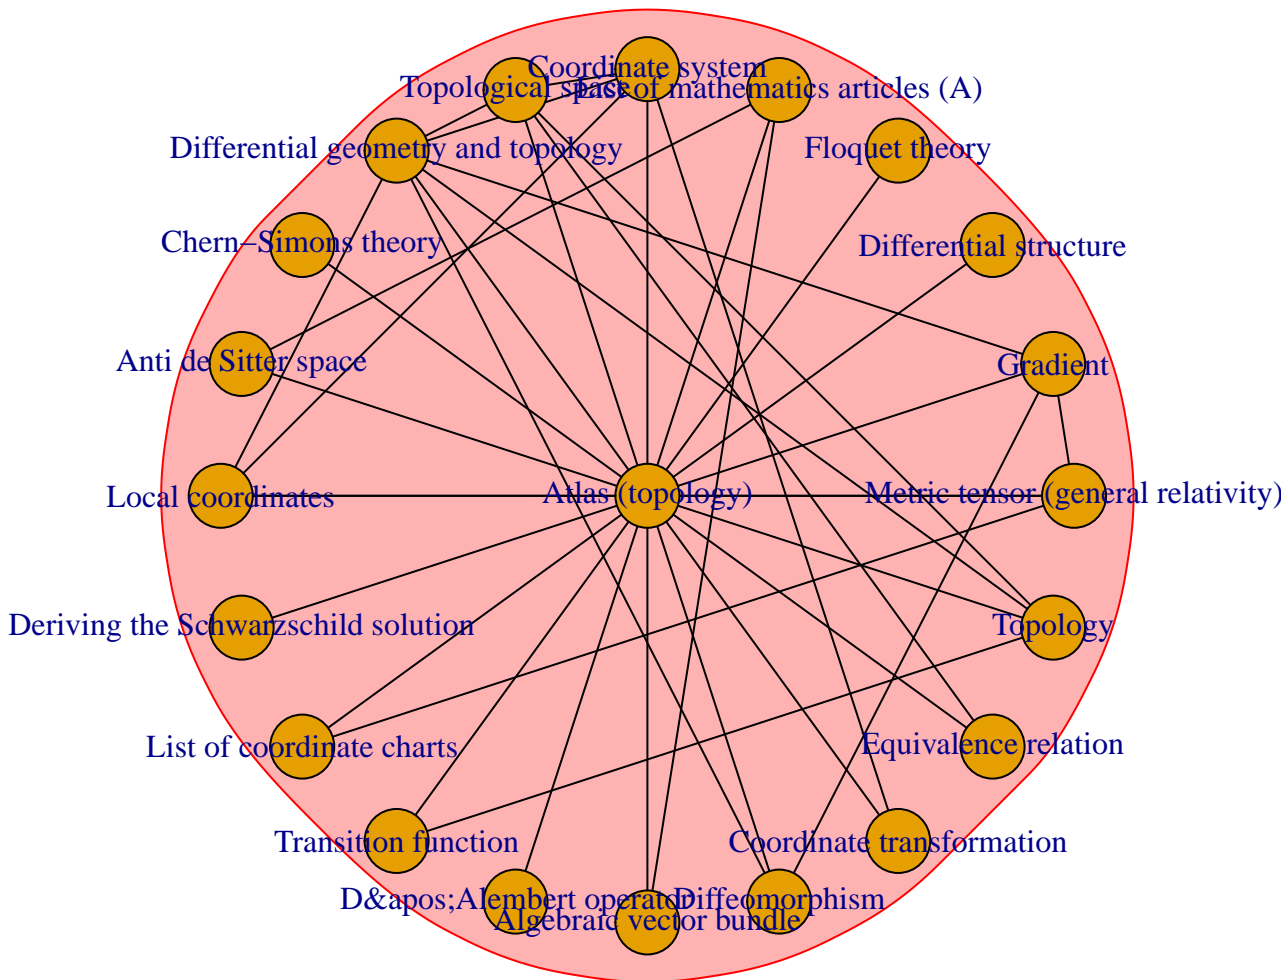 Coordinate system
Topological space
List of mathematics articles (A)
Differential geometry and topology
Floquet theory
Chern–Simons theory
Differential structure
Anti de Sitter space
Gradient
Local coordinates
Atlas (topology)
Metric tensor (general relativity)
Deriving the Schwarzschild solution
Topology
List of coordinate charts
Equivalence relation
Transition function
Coordinate transformation
D&apos;Alembert operator
Diffeomorphism
Algebraic vector bundle